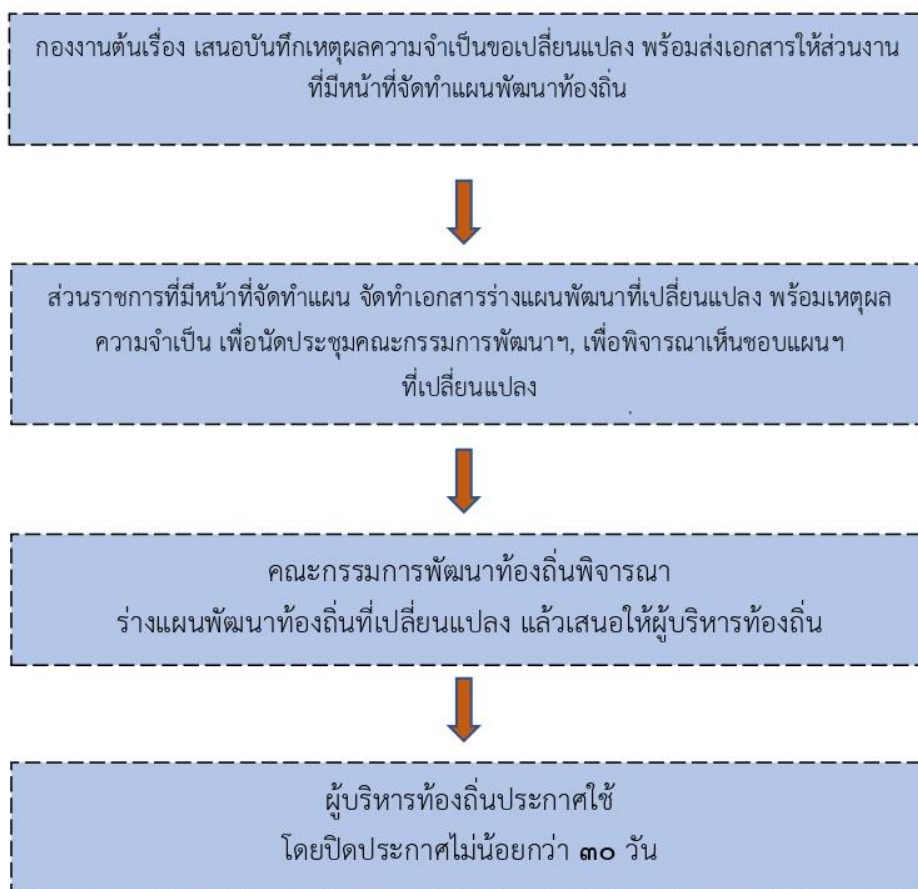 กองงานต้นเรื่อง เสนอบันทึกเหตุผลความจำเป็นขอเปลี่ยนแปลง พร้อมส่งเอกสารให้ส่วนงาน
ที่มีหน้าที่จัดทำแผนพัฒนาท้องถิ่น
ส่วนราชการที่มีหน้าที่จัดทำแผน จัดทำเอกสารร่างแผนพัฒนาที่เปลี่ยนแปลง พร้อมเหตุผล
ความจำเป็น เพื่อนัดประชุมคณะกรรมการพัฒนาฯ, เพื่อพิจารณาเห็นชอบแผนฯ
ที่เปลี่ยนแปลง
คณะกรรมการพัฒนาท้องถิ่นพิจารณา
ร่างแผนพัฒนาท้องถิ่นที่เปลี่ยนแปลง แล้วเสนอให้ผู้บริหารท้องถิ่น
ผู้บริหารท้องถิ่นประกาศใช้
โดยปิดประกาศไม่น้อยกว่า ๓๐ วัน